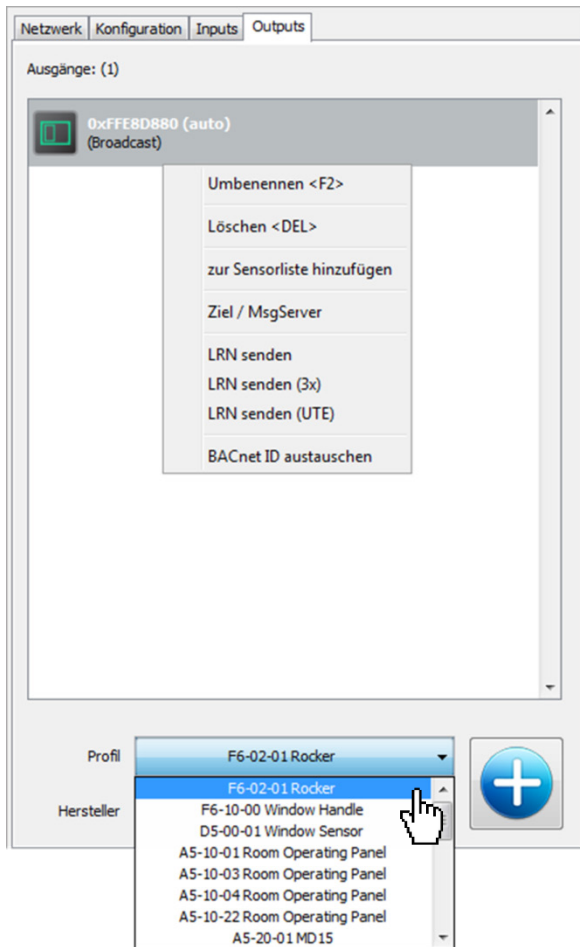 Netzwerk Konfiguration Inputs Outputs
Ausgänge: (1)
0xFFE8D880 (auto)
(Broadcast)
Umbenennen <F2>
Löschen <DEL>
zur Sensorliste hinzufügen
Ziel / MsgServer
LRN senden
LRN senden (3x)
LRN senden (UTE)
BACnet ID austauschen
Profil F6-02-01 Rocker
F6-02-01 Rocker
Hersteller F6-10-00 Window Handle
D5-00-01 Window Sensor
A5-10-01 Room Operating Panel
A5-10-03 Room Operating Panel
A5-10-04 Room Operating Panel
A5-10-22 Room Operating Panel
A5-20-01 MD15